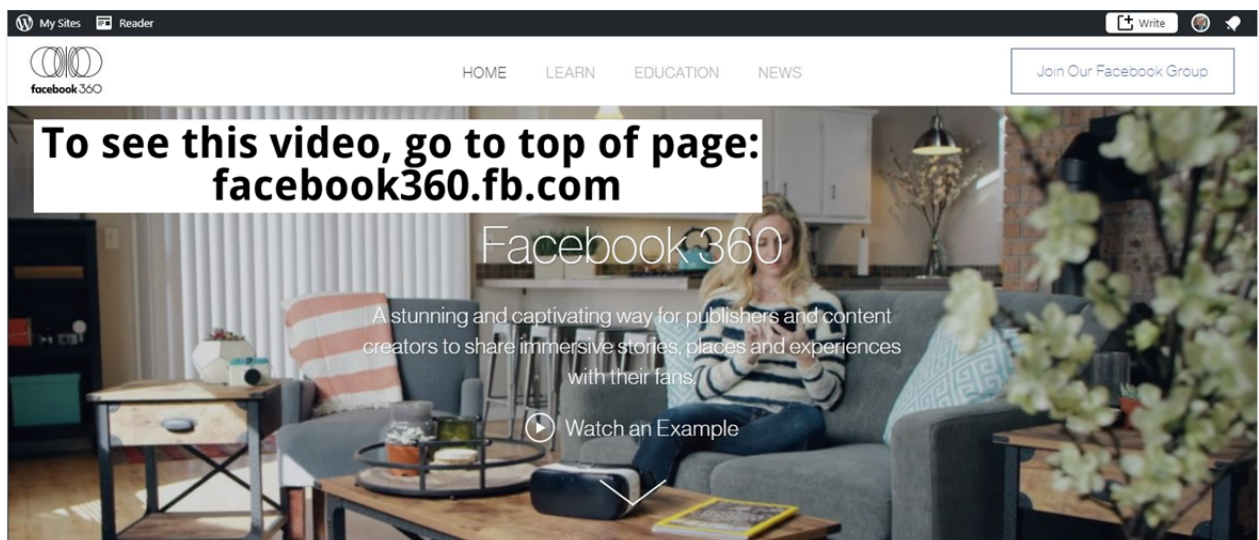 My Sites Reader Write
facebook 360
HOME LEARN EDUCATION NEWS
Join Our Facebook Group
To see this video, go to top of page:
facebook360.fb.com
Facebook 360
A stunning and captivating way for publishers and content
creators to share immersive stories, places and experiences
with their fans.
Watch an Example